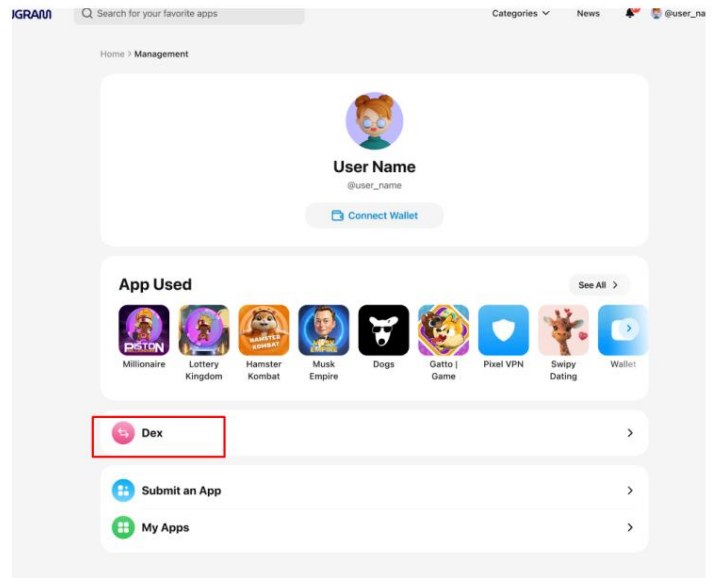 JGRAM
Search for your favorite apps
Categories
News
@user_na
Home > Management
User Name
@user_name
Connect Wallet
App Used
See All >
PISTON
HAMSTER
KOMBAT
EMPIRE
Millionaire
Lottery
Kingdom
Hamster
Kombat
Musk
Empire
Dogs
Gatto |
Game
Pixel VPN
Swipy
Dating
Wallet
Dex
Submit an App
My Apps